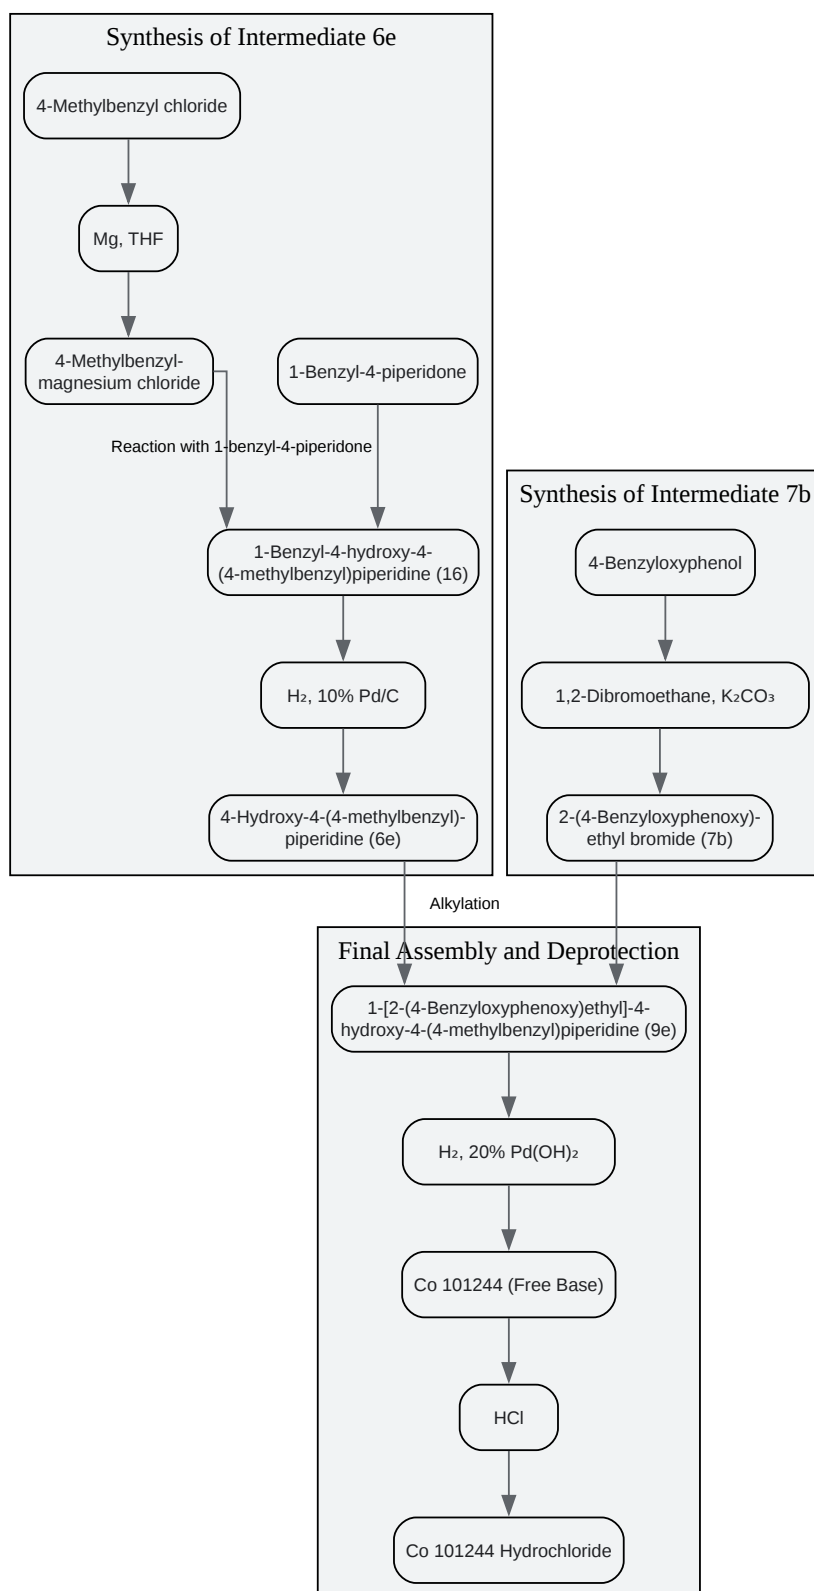 Synthesis of Intermediate 6e
4-Methylbenzyl chloride
Mg, THF
4-Methylbenzyl-
magnesium chloride
1-Benzyl-4-piperidone
Reaction with 1-benzyl-4-piperidone
1-Benzyl-4-hydroxy-4-
(4-methylbenzyl)piperidine (16)
H₂, 10% Pd/C
4-Hydroxy-4-(4-methylbenzyl)-
piperidine (6e)
Synthesis of Intermediate 7b
4-Benzyloxyphenol
1,2-Dibromoethane, K₂CO₃
2-(4-Benzyloxyphenoxy)-
ethyl bromide (7b)
Alkylation
Final Assembly and Deprotection
1-[2-(4-Benzyloxyphenoxy)ethyl]-4-
hydroxy-4-(4-methylbenzyl)piperidine (9e)
H₂, 20% Pd(OH)₂
Co 101244 (Free Base)
HCl
Co 101244 Hydrochloride